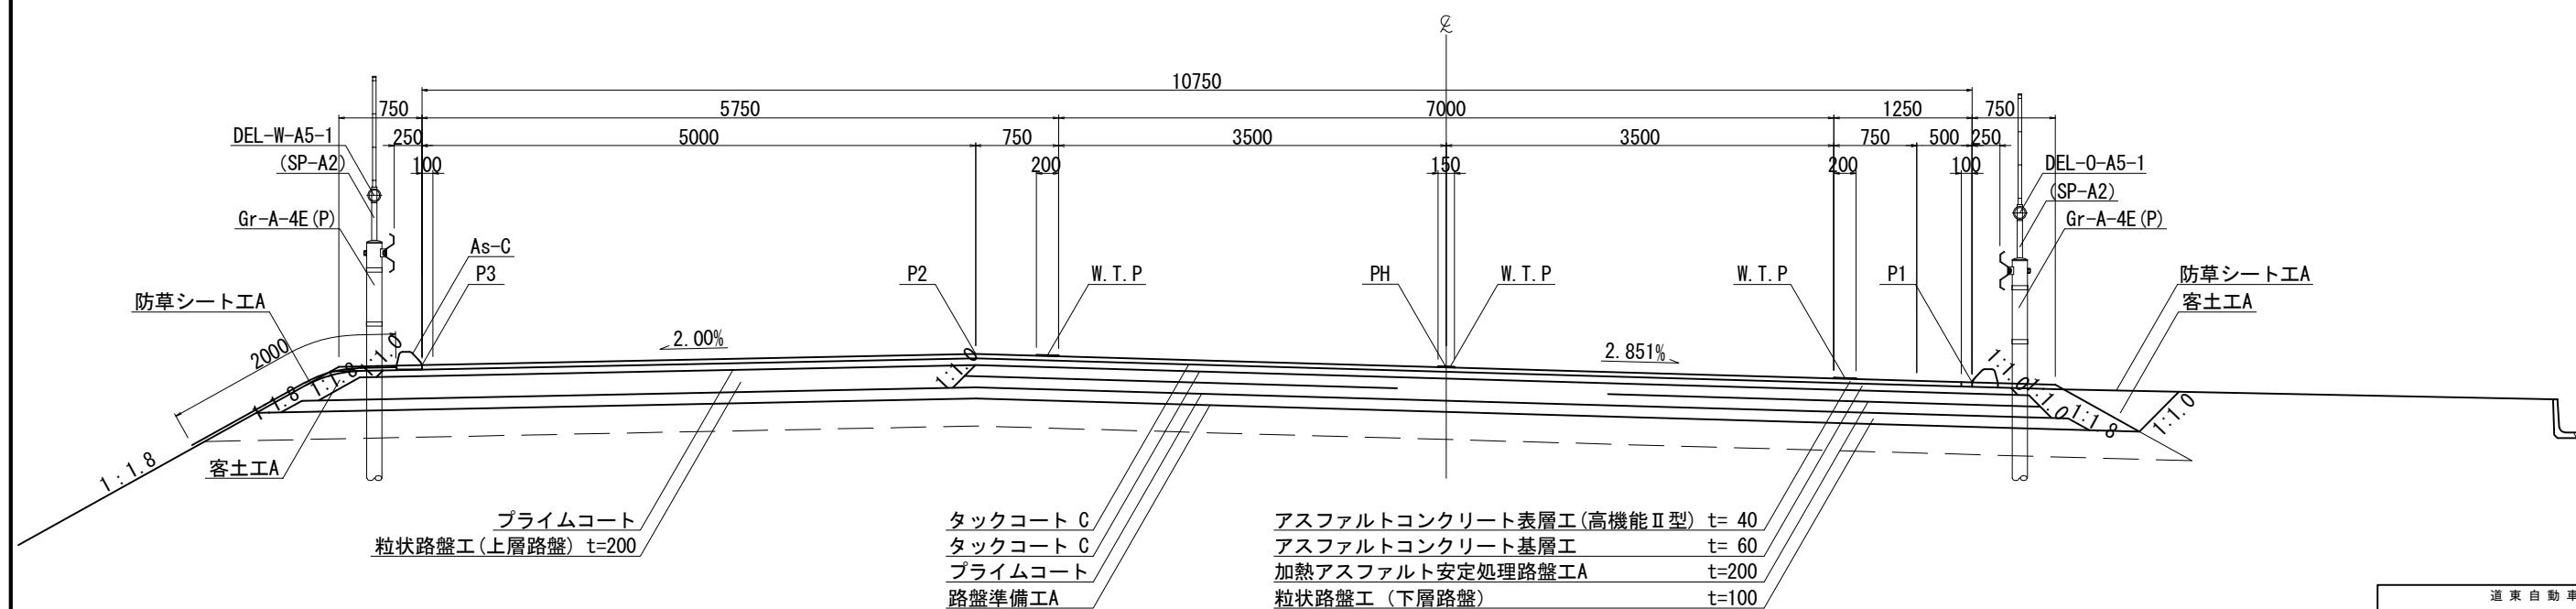 ℄
10750
750 5750 7000 1250 750
250 5000 750 3500 3500 750 500 250
100 200 150 200 100
DEL-W-A5-1
(SP-A2)
Gr-A-4E(P)
DEL-O-A5-1
(SP-A2)
Gr-A-4E(P)
As-C
P3
P2
W.T.P
PH
W.T.P
W.T.P
P1
防草シート工A
防草シート工A
客土工A
2000
2.00%
2.851%
1:1.0
1:1.8
1:1.8
1:1.8
1:1.0
1:1.0
1:1.0
1:1.8
1:1.0
客土工A
プライムコート
粒状路盤工(上層路盤) t=200
タックコート C
タックコート C
プライムコート
路盤準備工A
アスファルトコンクリート表層工(高機能Ⅱ型) t= 40
アスファルトコンクリート基層工 t= 60
加熱アスファルト安定処理路盤工A t=200
粒状路盤工 (下層路盤) t=100
道東自動車